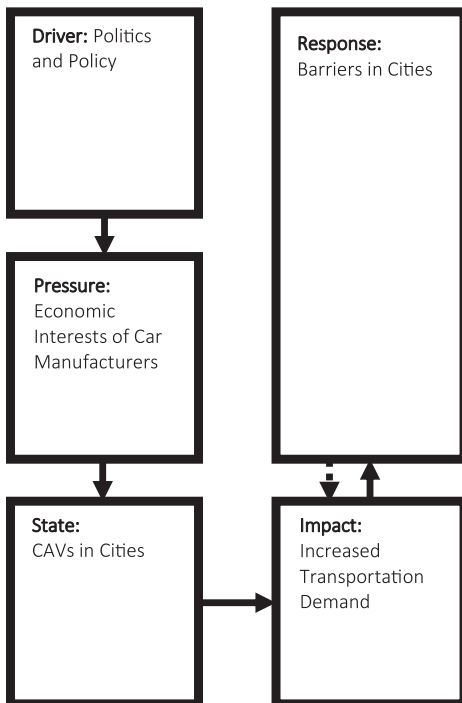 Driver: Politics
and Policy
Pressure:
Economic
Interests of Car
Manufacturers
State:
CAVs in Cities
Response:
Barriers in Cities
Impact:
Increased
Transportation
Demand